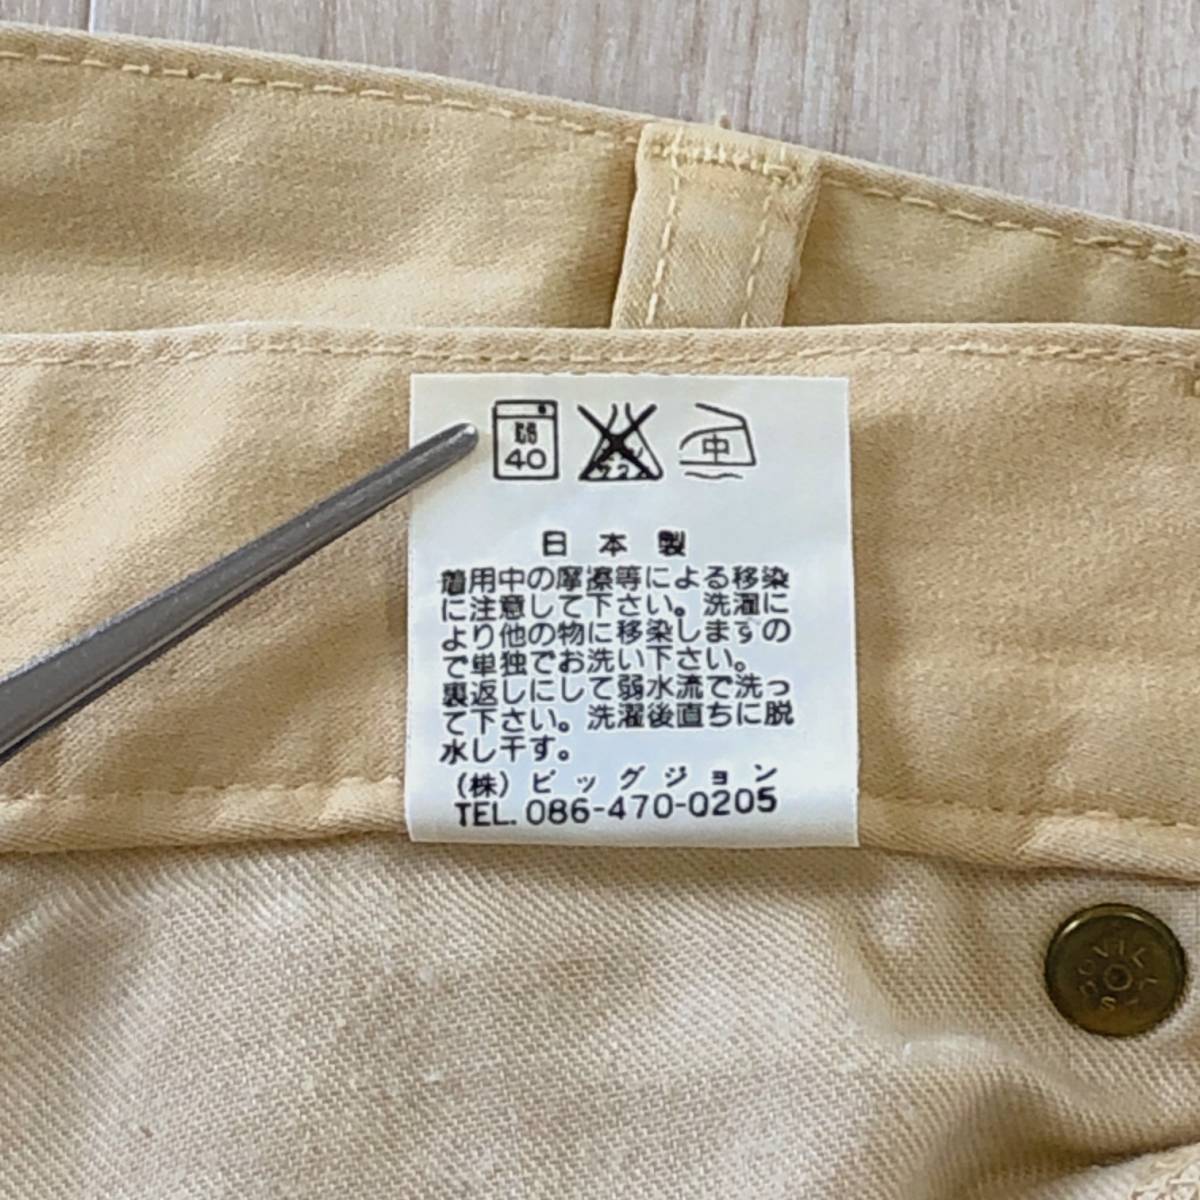 弱
40
中
日本製
着用中の摩擦等による移染
に注意して下さい。洗濯に
より他の物に移染しますの
で単独でお洗い下さい。
裏返しにして弱水流で洗っ
て下さい。洗濯後直ちに脱
水し干す。
(株)ビッグジョン
TEL. 086-470-0205